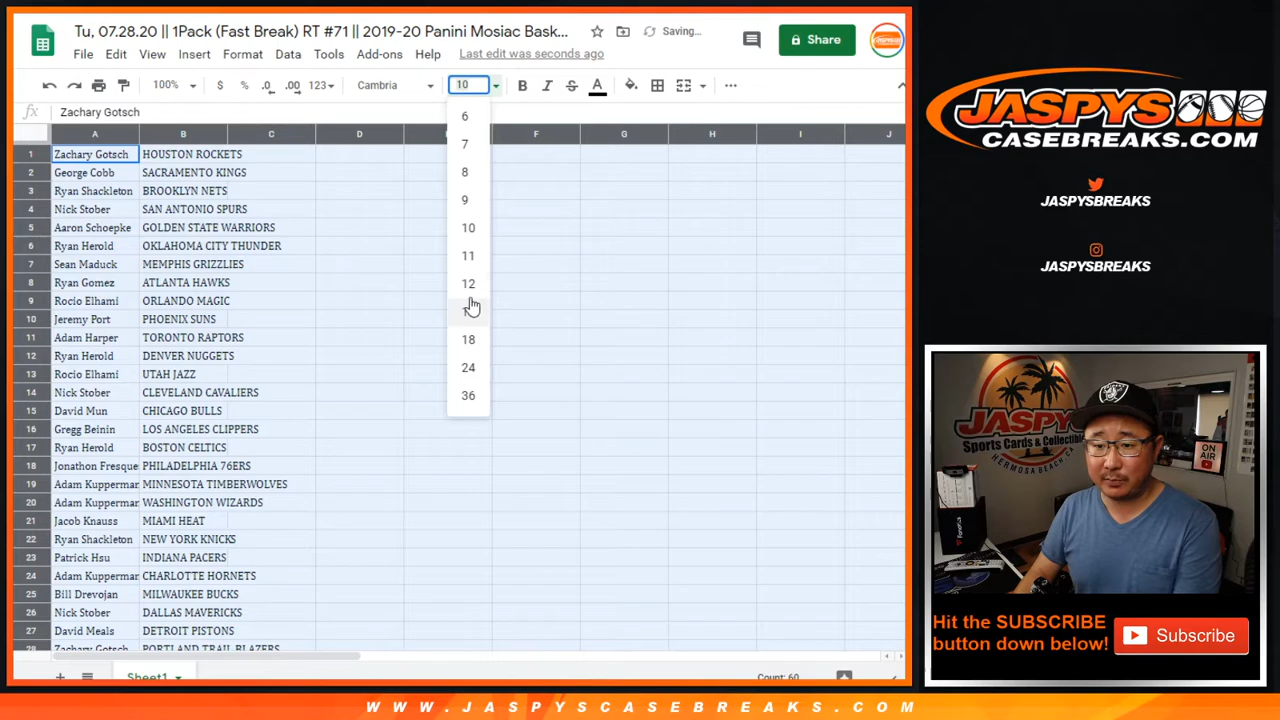 Tu, 07.28.20 || 1Pack (Fast Break) RT #71 || 2019-20 Panini Mosiac Bask...
Saving...
Share
File Edit View Insert Format Data Tools Add-ons Help Last edit was seconds ago
100% $ % .0 .00 123 Cambria 10 B I S A
fx Zachary Gotsch
A B C D F G H I J
1 Zachary Gotsch HOUSTON ROCKETS
2 George Cobb SACRAMENTO KINGS
3 Ryan Shackleton BROOKLYN NETS
4 Nick Stober SAN ANTONIO SPURS
5 Aaron Schoepke GOLDEN STATE WARRIORS
6 Ryan Herold OKLAHOMA CITY THUNDER
7 Sean Maduck MEMPHIS GRIZZLIES
8 Ryan Gomez ATLANTA HAWKS
9 Rocio Elhami ORLANDO MAGIC
10 Jeremy Port PHOENIX SUNS
11 Adam Harper TORONTO RAPTORS
12 Ryan Herold DENVER NUGGETS
13 Rocio Elhami UTAH JAZZ
14 Nick Stober CLEVELAND CAVALIERS
15 David Mun CHICAGO BULLS
16 Gregg Beinin LOS ANGELES CLIPPERS
17 Ryan Herold BOSTON CELTICS
18 Jonathon Fresque PHILADELPHIA 76ERS
19 Adam Kupperman MINNESOTA TIMBERWOLVES
20 Adam Kupperman WASHINGTON WIZARDS
21 Jacob Knauss MIAMI HEAT
22 Ryan Shackleton NEW YORK KNICKS
23 Patrick Hsu INDIANA PACERS
24 Adam Kupperman CHARLOTTE HORNETS
25 Bill Drevojan MILWAUKEE BUCKS
26 Nick Stober DALLAS MAVERICKS
27 David Meals DETROIT PISTONS
28 Zachary Gotsch PORTLAND TRAIL BLAZERS
6
7
8
9
10
11
12
18
24
36
Sheet1
Count: 60
JASPYS
CASEBREAKS.COM
JASPYSBREAKS
JASPYSBREAKS
JASPYS
Sports Cards & Collectible
HERMOSA BEACH, CA
ON AIR
Fanatics
Hit the SUBSCRIBE
button down below!
Subscribe
WWW.JASPYSCASEBREAKS.COM